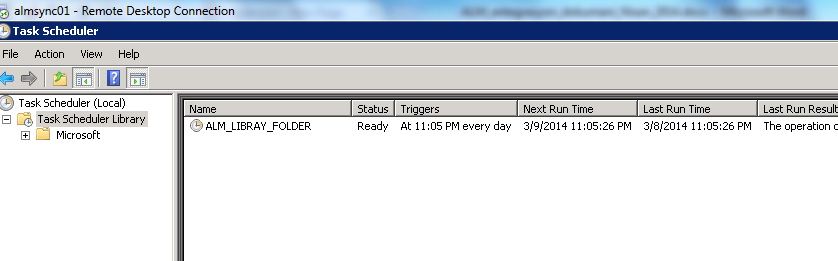 almsync01 - Remote Desktop Connection
Task Scheduler
File Action View Help
Task Scheduler (Local)
Task Scheduler Library
Microsoft
Name Status Triggers Next Run Time Last Run Time Last Run Result
ALM_LIBRAY_FOLDER Ready At 11:05 PM every day 3/9/2014 11:05:26 PM 3/8/2014 11:05:26 PM The operation